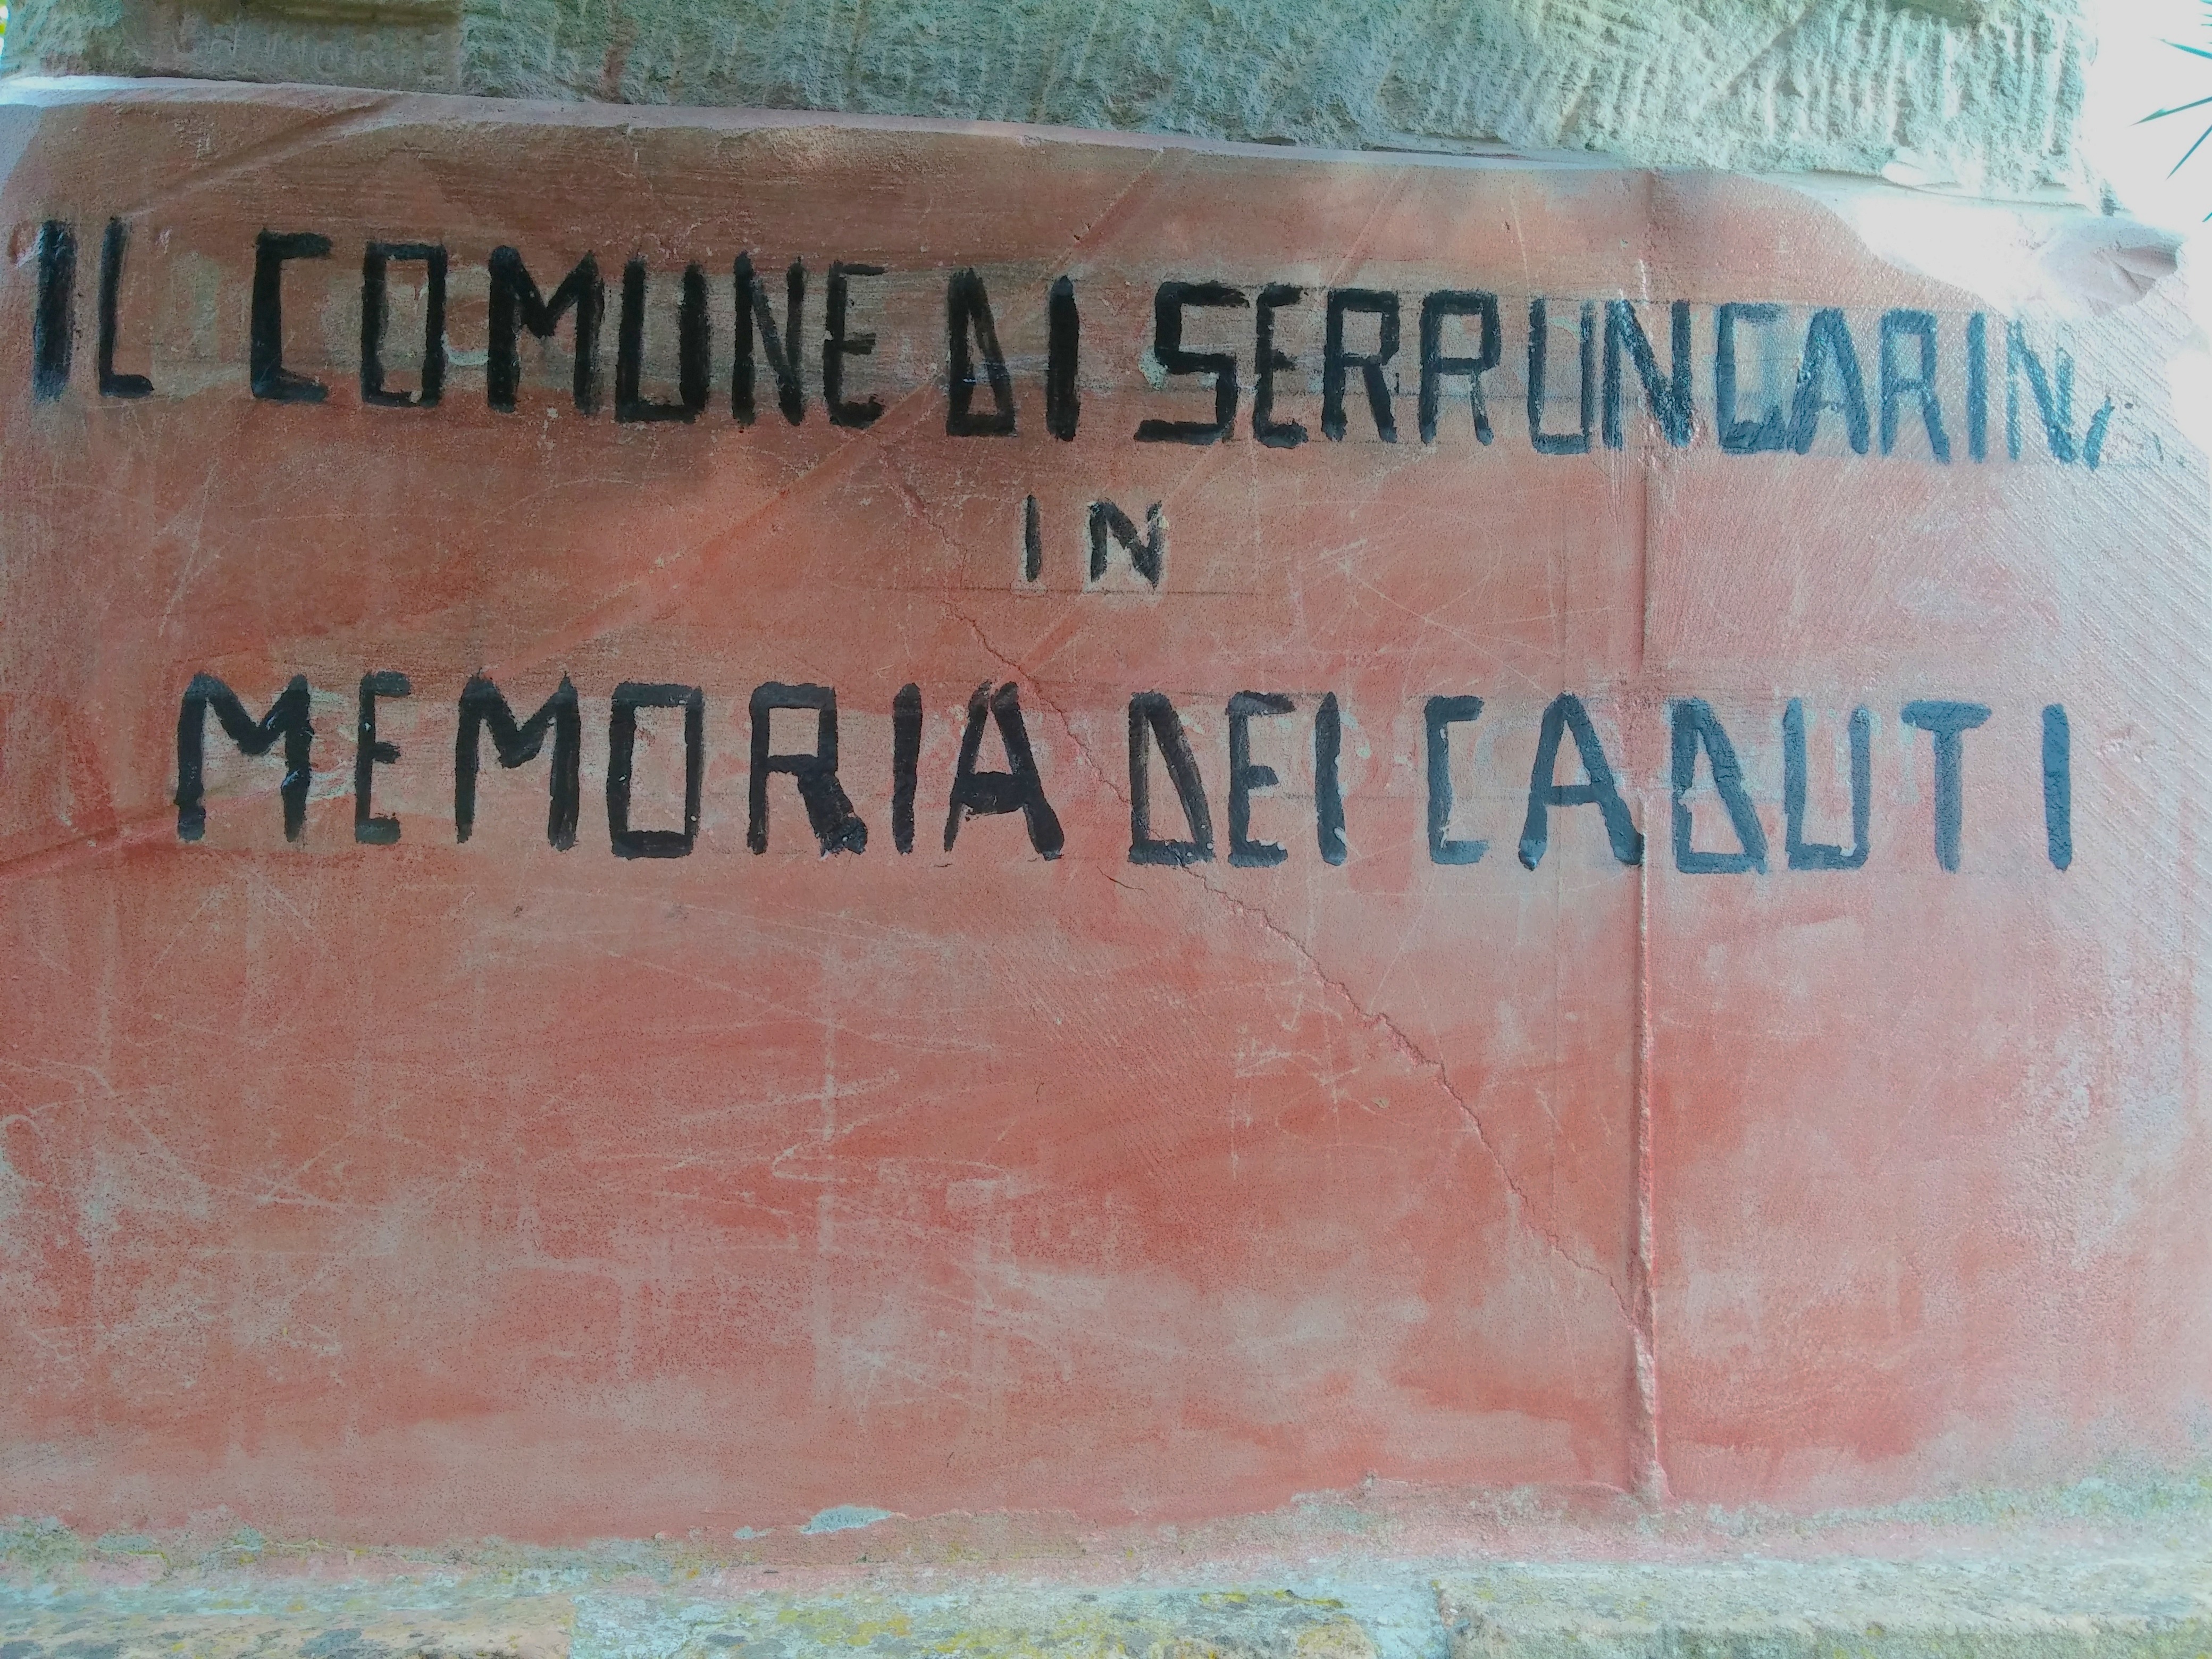 IL COMUNE DI SERRUNGARINA
IN
MEMORIA DEI CADUTI